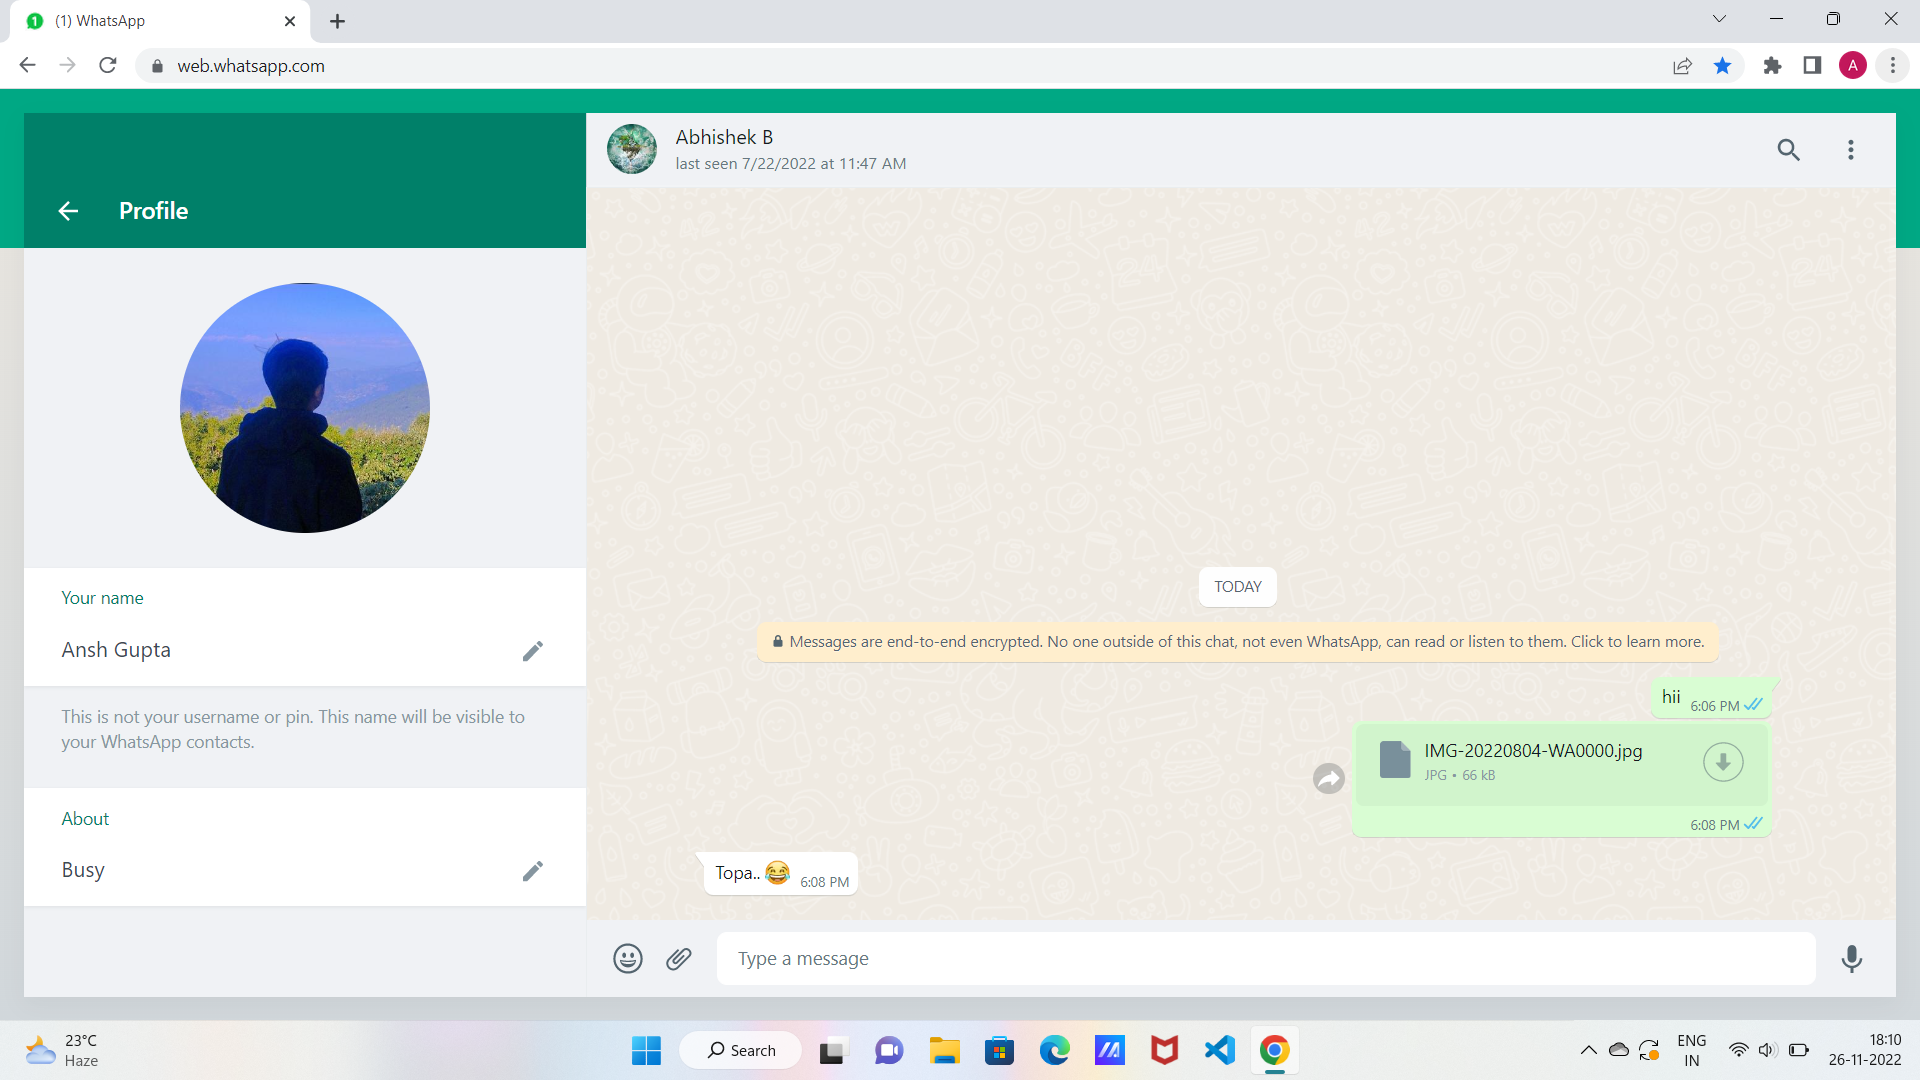 (1) WhatsApp
web.whatsapp.com
A
Profile
Your name
Ansh Gupta
This is not your username or pin. This name will be visible to
your WhatsApp contacts.
About
Busy
Abhishek B
last seen 7/22/2022 at 11:47 AM
TODAY
Messages are end-to-end encrypted. No one outside of this chat, not even WhatsApp, can read or listen to them. Click to learn more.
hii 6:06 PM
IMG-20220804-WA0000.jpg
JPG • 66 kB
6:08 PM
Topa.. 😂 6:08 PM
Type a message
23°C
Haze
Search
ENG
IN
18:10
26-11-2022